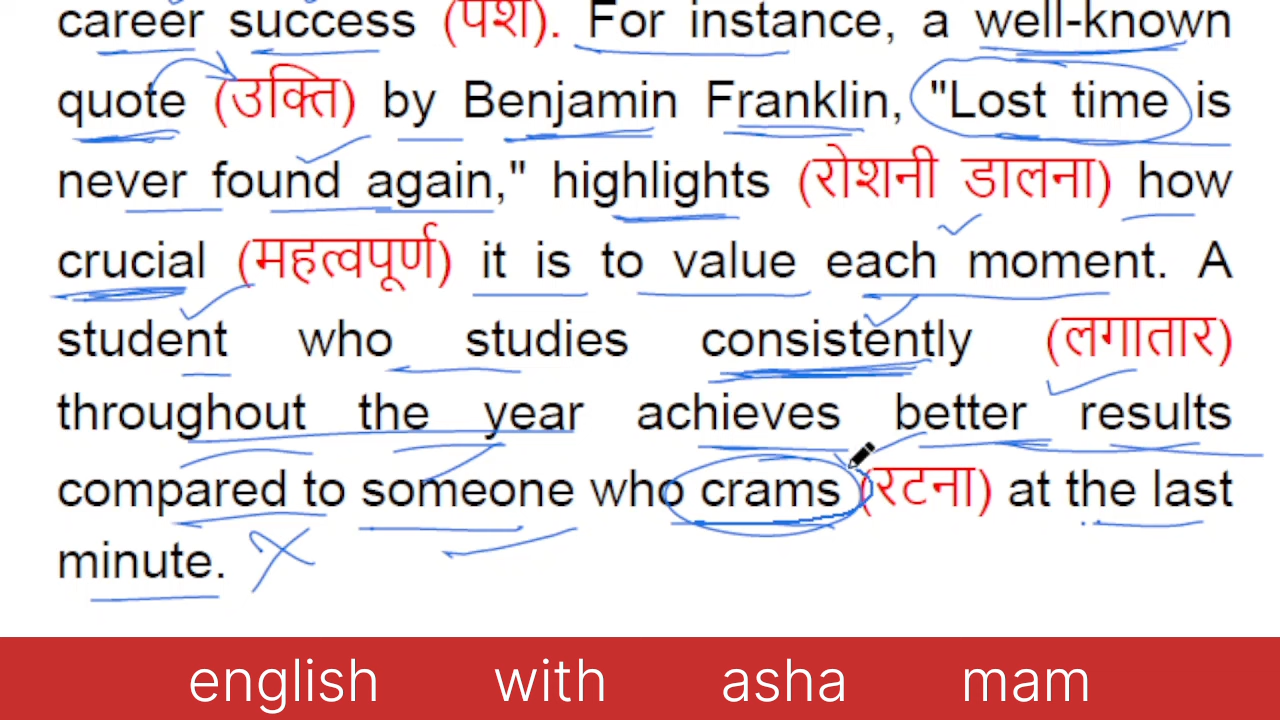 career success (पेशे). For instance, a well-known
quote (उक्ति) by Benjamin Franklin, "Lost time is
never found again," highlights (रोशनी डालना) how
crucial (महत्वपूर्ण) it is to value each moment. A
student who studies consistently (लगातार)
throughout the year achieves better results
compared to someone who crams (रटना) at the last
minute.
english with asha mam